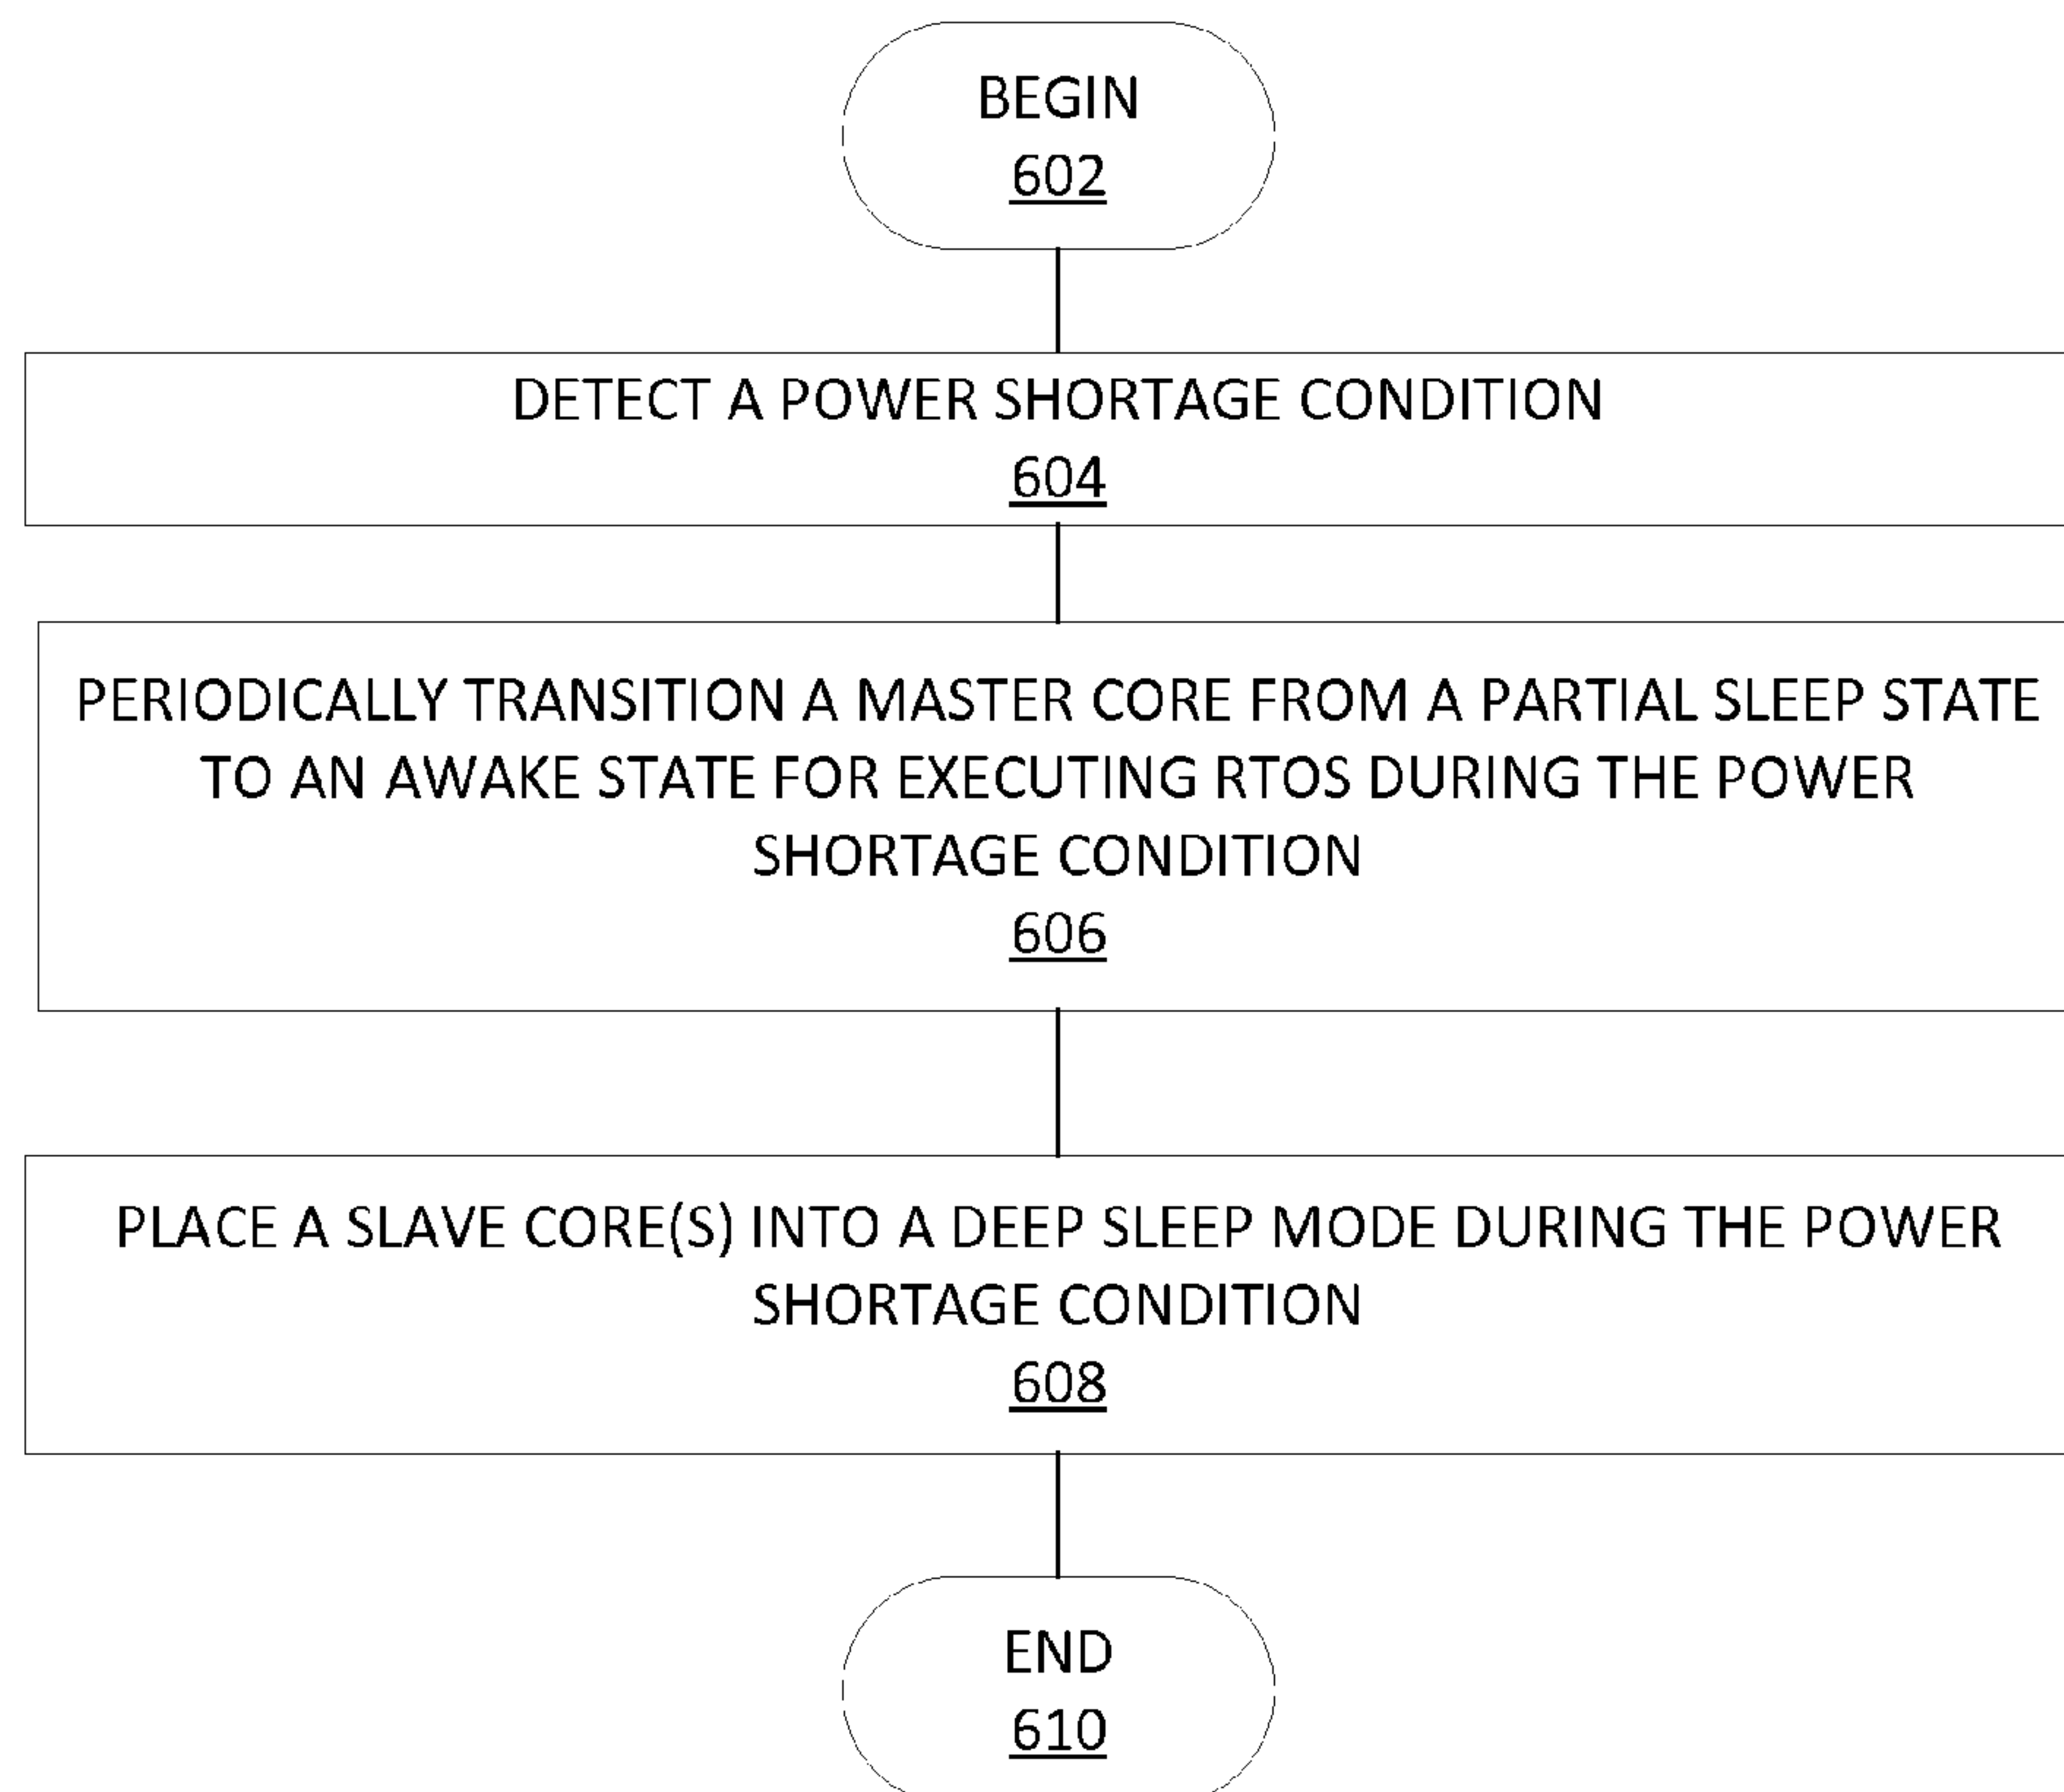 BEGIN
602
DETECT A POWER SHORTAGE CONDITION
604
PERIODICALLY TRANSITION A MASTER CORE FROM A PARTIAL SLEEP STATE
TO AN AWAKE STATE FOR EXECUTING RTOS DURING THE POWER
SHORTAGE CONDITION
606
PLACE A SLAVE CORE(S) INTO A DEEP SLEEP MODE DURING THE POWER
SHORTAGE CONDITION
608
END
610